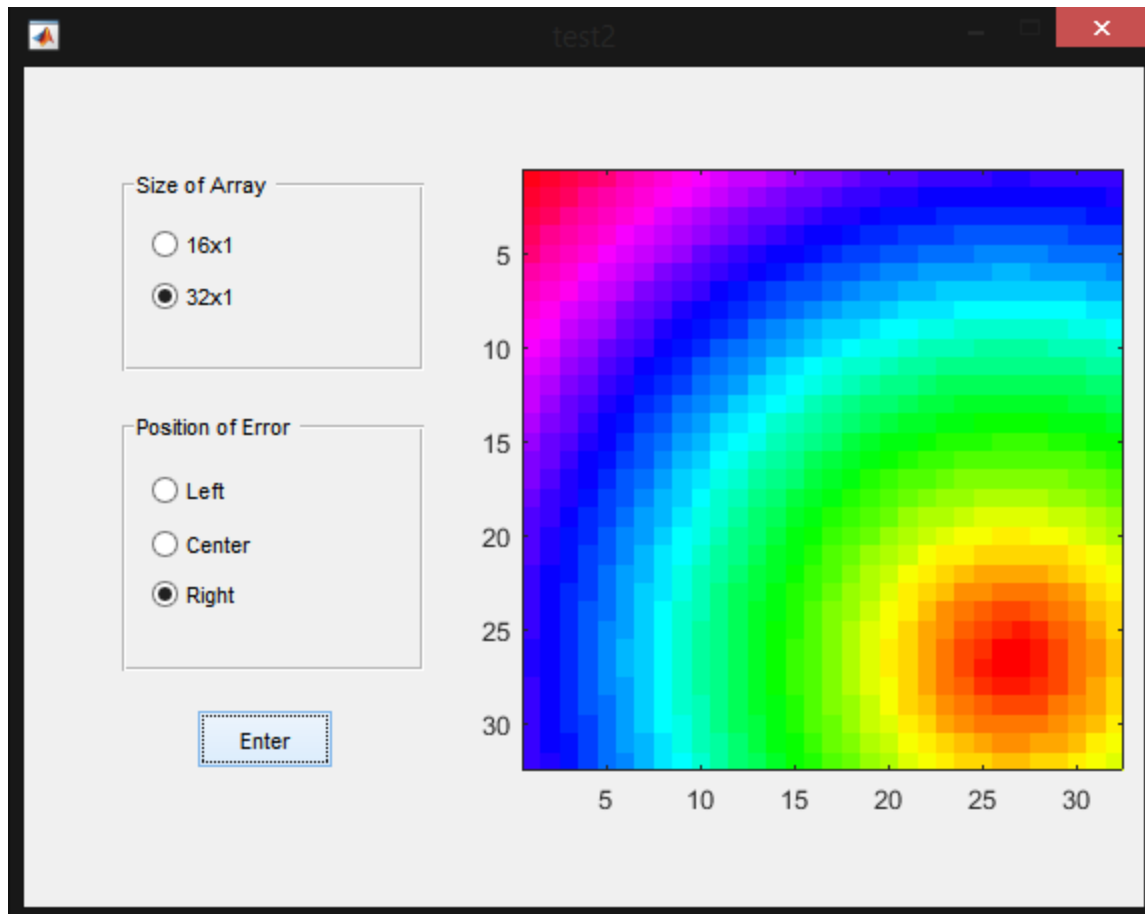 test2
Size of Array
16x1
32x1
Position of Error
Left
Center
Right
Enter
5
10
15
20
25
30
5 10 15 20 25 30